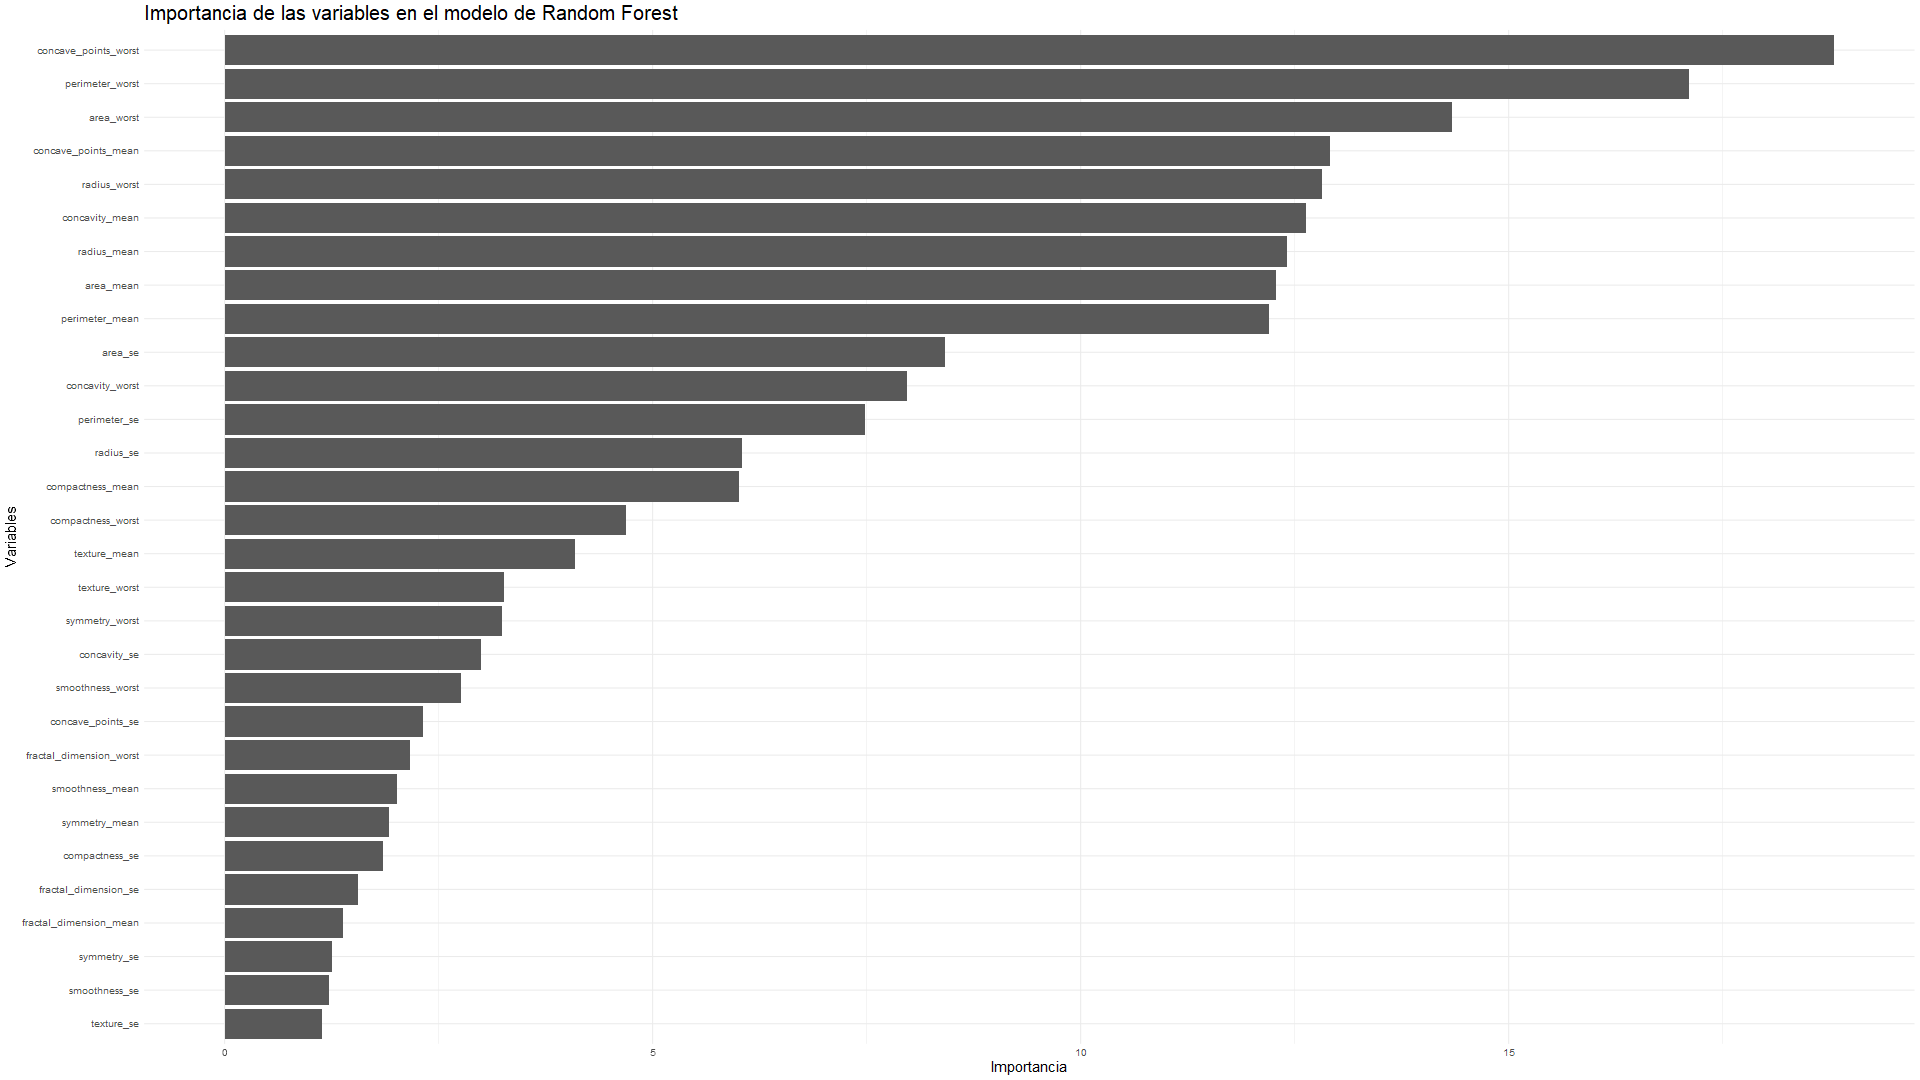 Importancia de las variables en el modelo de Random Forest
concave_points_worst
perimeter_worst
area_worst
concave_points_mean
radius_worst
concavity_mean
radius_mean
area_mean
perimeter_mean
area_se
concavity_worst
perimeter_se
radius_se
compactness_mean
compactness_worst
texture_mean
texture_worst
symmetry_worst
concavity_se
smoothness_worst
concave_points_se
fractal_dimension_worst
smoothness_mean
symmetry_mean
compactness_se
fractal_dimension_se
fractal_dimension_mean
symmetry_se
smoothness_se
texture_se
Variables
0 5 10 15
Importancia